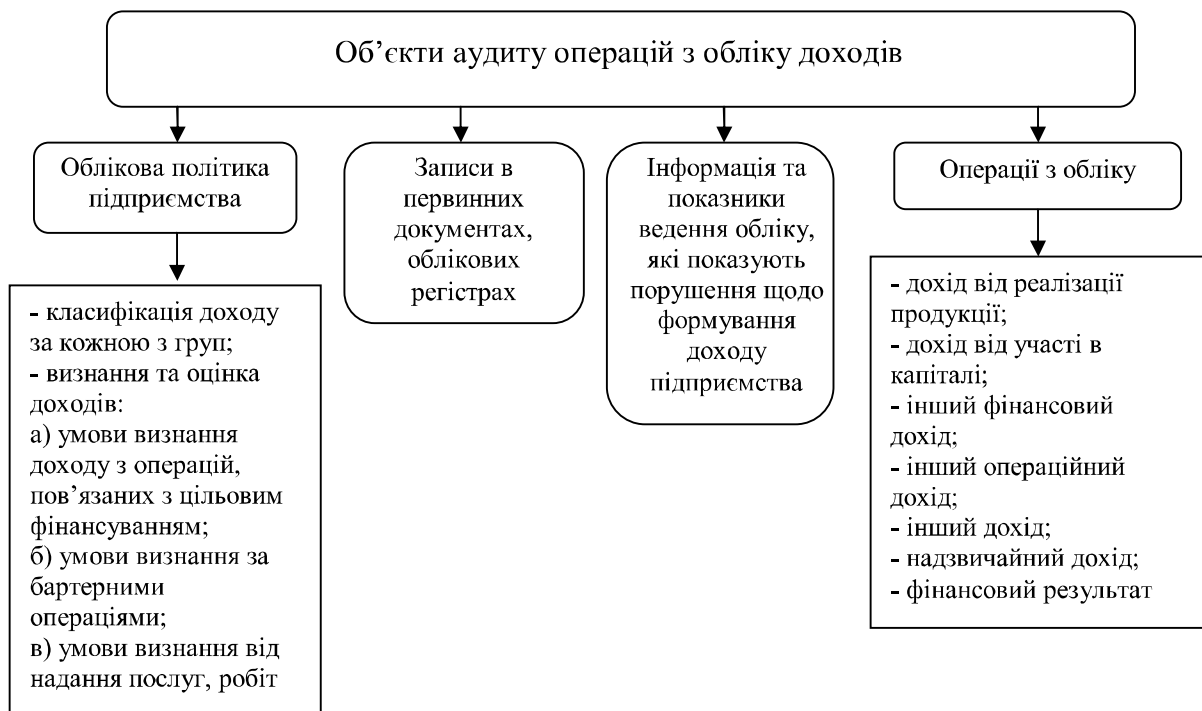 Об’єкти аудиту операцій з обліку доходів
Облікова політика
підприємства
Записи в
первинних
документах,
облікових
регістрах
Інформація та
показники
ведення обліку,
які показують
порушення щодо
формування
доходу
підприємства
Операції з обліку
- класифікація доходу
за кожною з груп;
- визнання та оцінка
доходів:
а) умови визнання
доходу з операцій,
пов’язаних з цільовим
фінансуванням;
б) умови визнання за
бартерними
операціями;
в) умови визнання від
надання послуг, робіт
- дохід від реалізації
продукції;
- дохід від участі в
капіталі;
- інший фінансовий
дохід;
- інший операційний
дохід;
- інший дохід;
- надзвичайний дохід;
- фінансовий результат